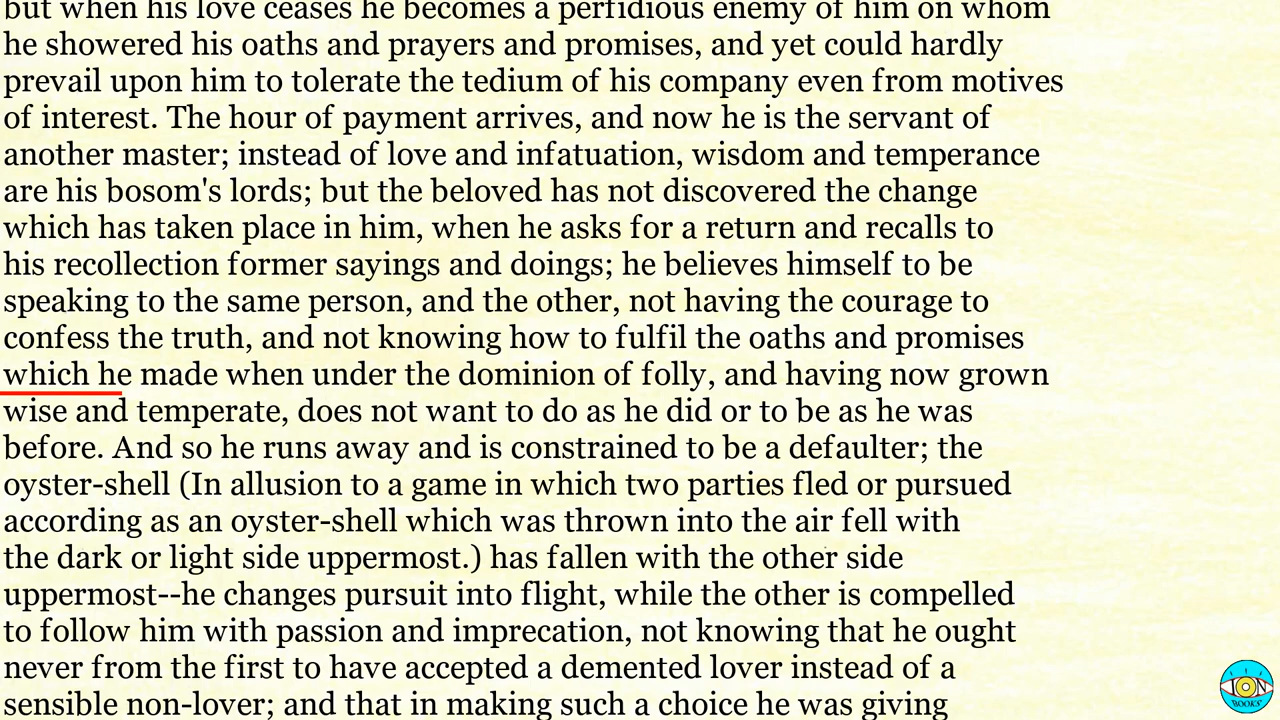 but when his love ceases he becomes a perfidious enemy of him on whom
he showered his oaths and prayers and promises, and yet could hardly
prevail upon him to tolerate the tedium of his company even from motives
of interest. The hour of payment arrives, and now he is the servant of
another master; instead of love and infatuation, wisdom and temperance
are his bosom's lords; but the beloved has not discovered the change
which has taken place in him, when he asks for a return and recalls to
his recollection former sayings and doings; he believes himself to be
speaking to the same person, and the other, not having the courage to
confess the truth, and not knowing how to fulfil the oaths and promises
which he made when under the dominion of folly, and having now grown
wise and temperate, does not want to do as he did or to be as he was
before. And so he runs away and is constrained to be a defaulter; the
oyster-shell (In allusion to a game in which two parties fled or pursued
according as an oyster-shell which was thrown into the air fell with
the dark or light side uppermost.) has fallen with the other side
uppermost--he changes pursuit into flight, while the other is compelled
to follow him with passion and imprecation, not knowing that he ought
never from the first to have accepted a demented lover instead of a
sensible non-lover; and that in making such a choice he was giving
ION
BOOKS